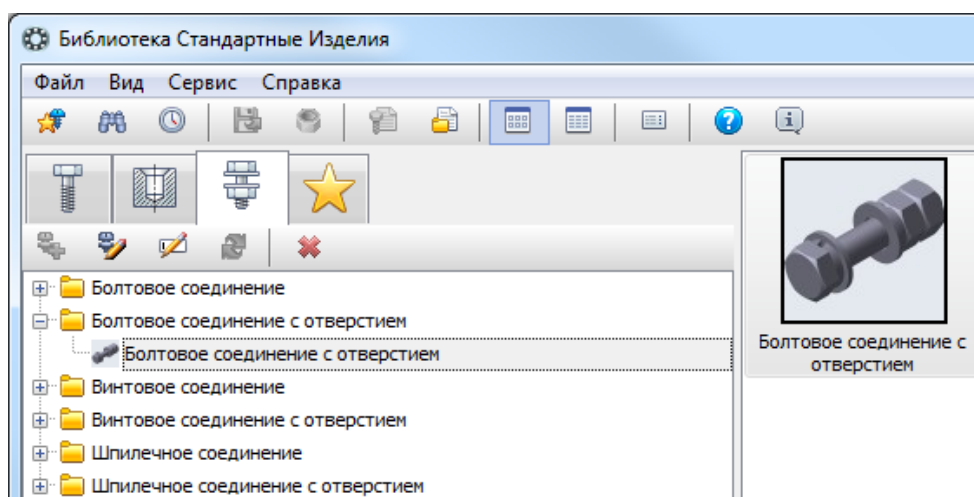 Библиотека Стандартные Изделия
Файл Вид Сервис Справка
Болтовое соединение
Болтовое соединение с отверстием
Болтовое соединение с отверстием
Винтовое соединение
Винтовое соединение с отверстием
Шпилечное соединение
Шпилечное соединение с отверстием
Болтовое соединение с
отверстием